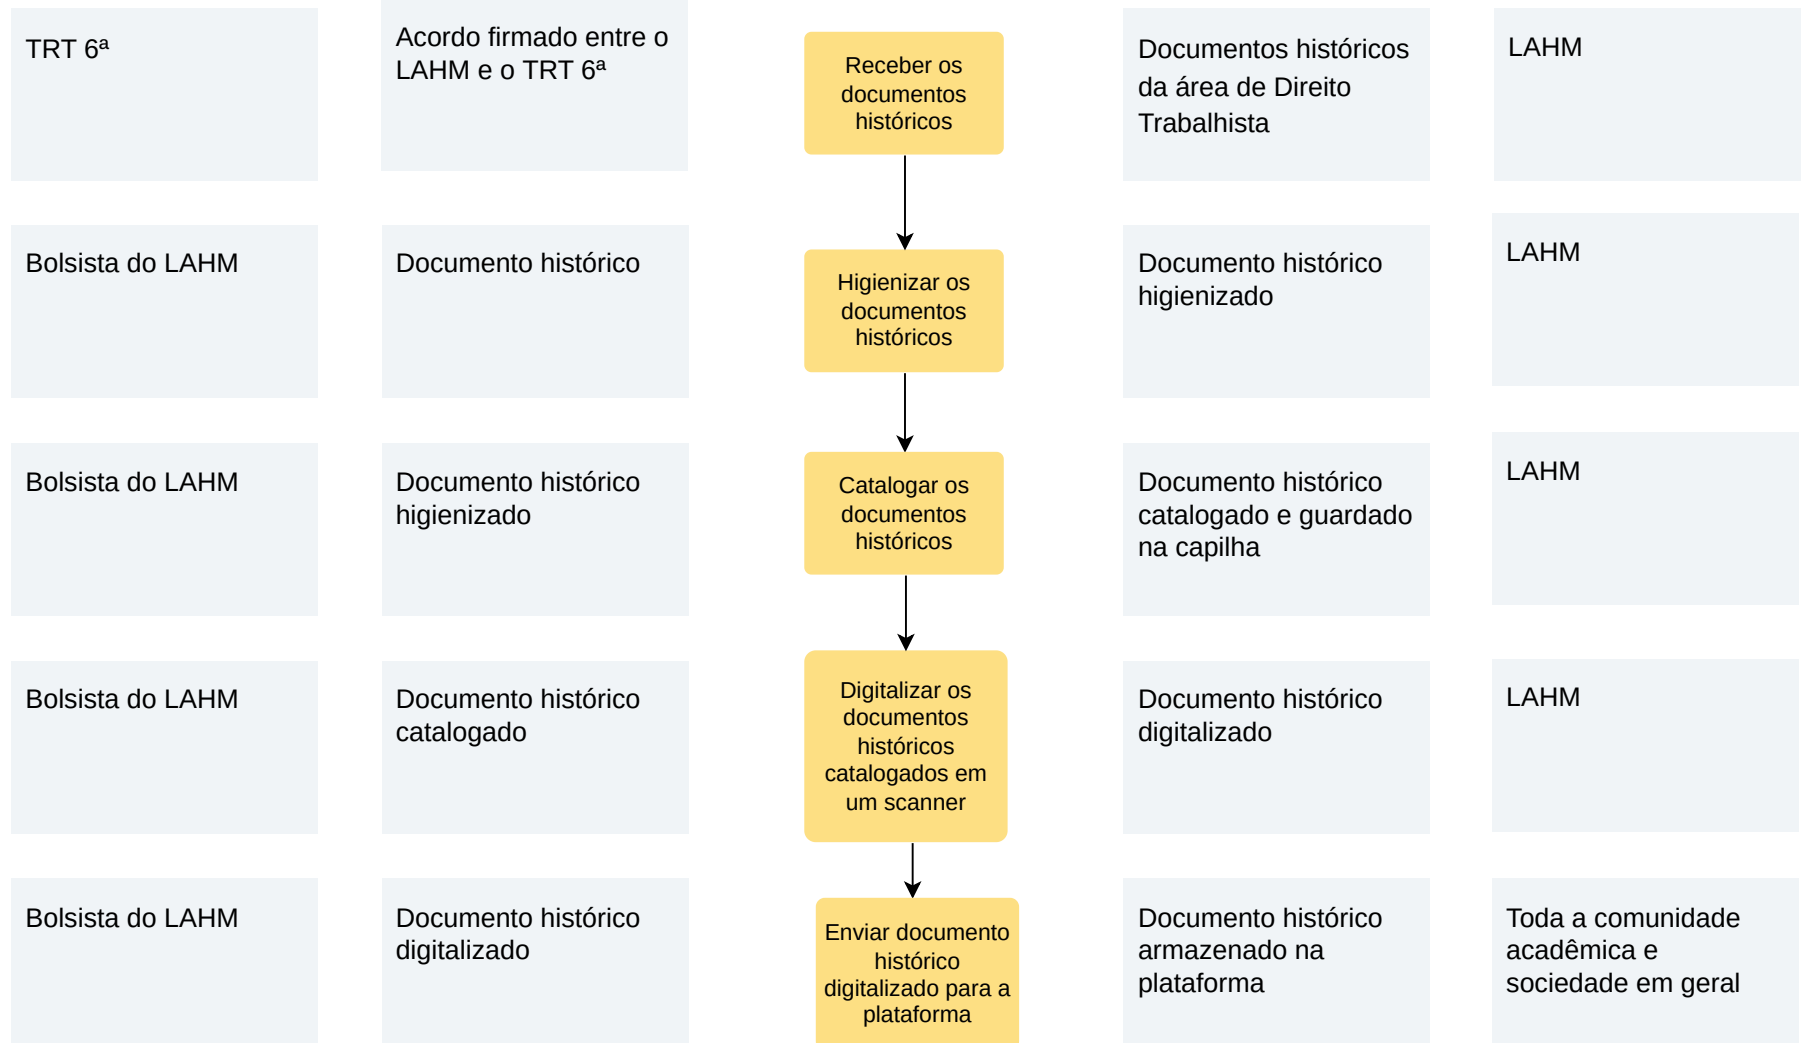 TRT 6ª
Acordo firmado entre o
LAHM e o TRT 6ª
Receber os
documentos
históricos
Documentos históricos
da área de Direito
Trabalhista
LAHM
Bolsista do LAHM
Documento histórico
Higienizar os
documentos
históricos
Documento histórico
higienizado
LAHM
Bolsista do LAHM
Documento histórico
higienizado
Catalogar os
documentos
históricos
Documento histórico
catalogado e guardado
na capilha
LAHM
Bolsista do LAHM
Documento histórico
catalogado
Digitalizar os
documentos
históricos
catalogados em
um scanner
Documento histórico
digitalizado
LAHM
Bolsista do LAHM
Documento histórico
digitalizado
Enviar documento
histórico
digitalizado para a
plataforma
Documento histórico
armazenado na
plataforma
Toda a comunidade
acadêmica e
sociedade em geral